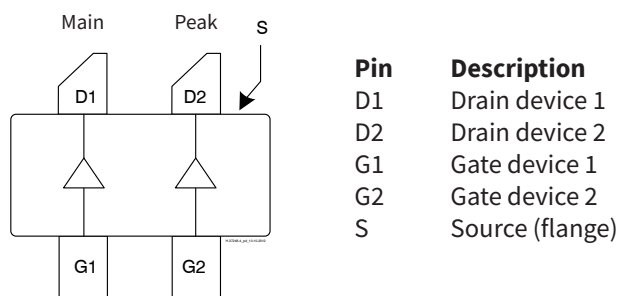 Main Peak S
D1 D2
G1 G2
Pin Description
D1 Drain device 1
D2 Drain device 2
G1 Gate device 1
G2 Gate device 2
S Source (flange)